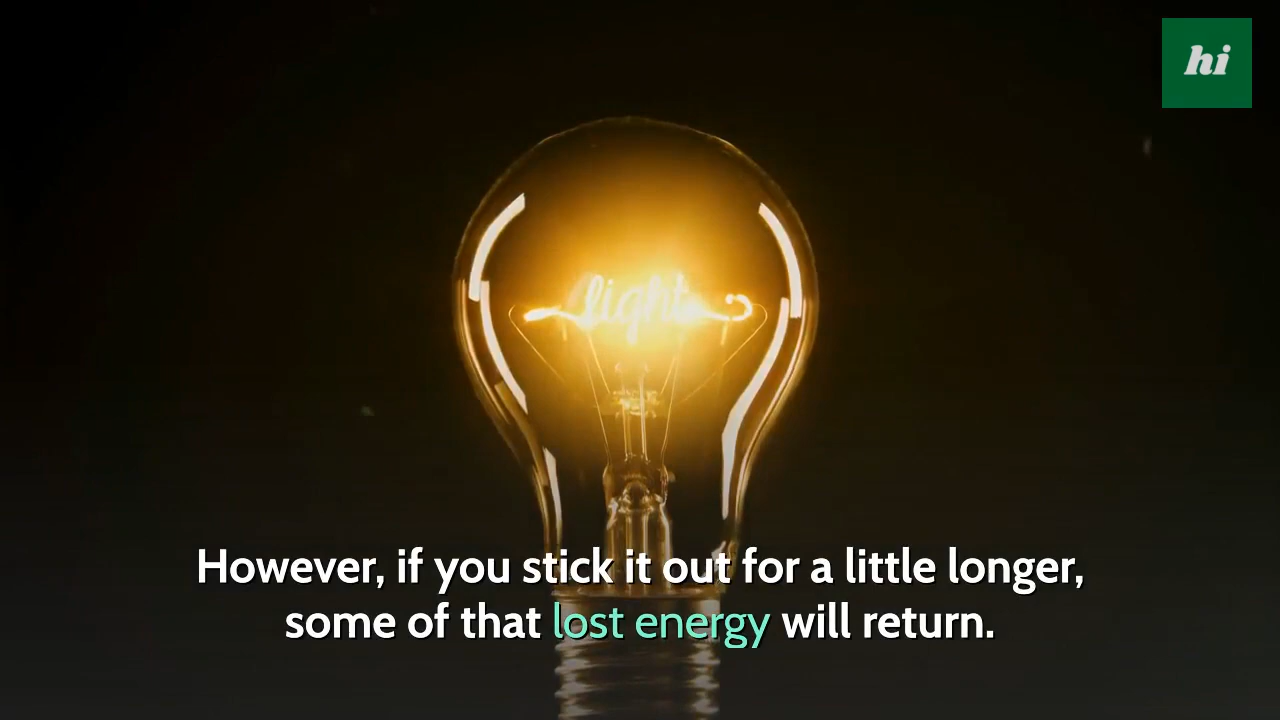 hi
light
However, if you stick it out for a little longer,
some of that lost energy will return.